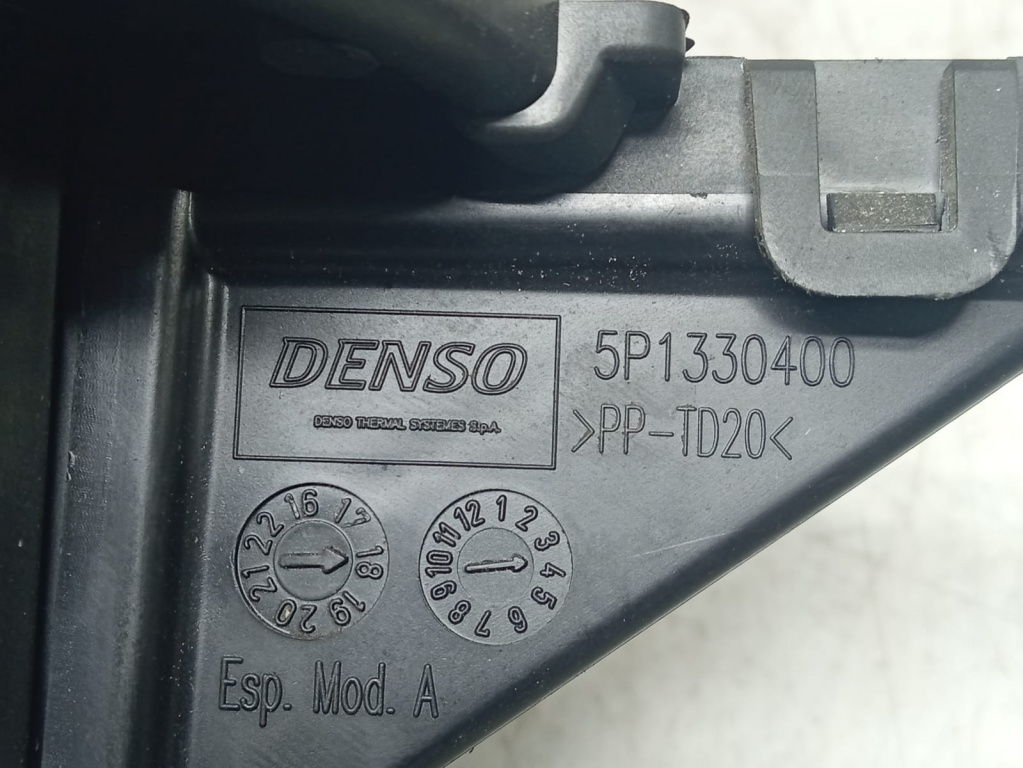 DENSO
DENSO THERMAL SYSTEMES S.p.A.
5P1330400
>PP-TD20<
16 17 18 19 20 21 22 22
1 2 3 4 5 6 7 8 9 10 11 12
Esp. Mod. A